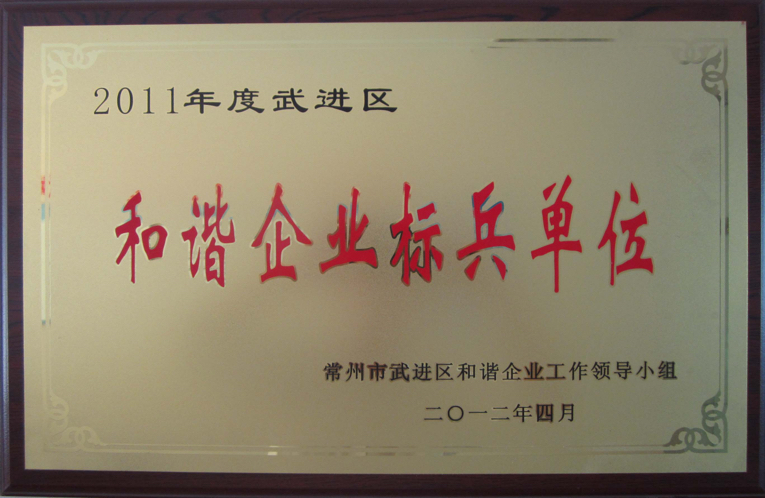 2011年度武进区
和谐企业标兵单位
常州市武进区和谐企业工作领导小组
二〇一二年四月